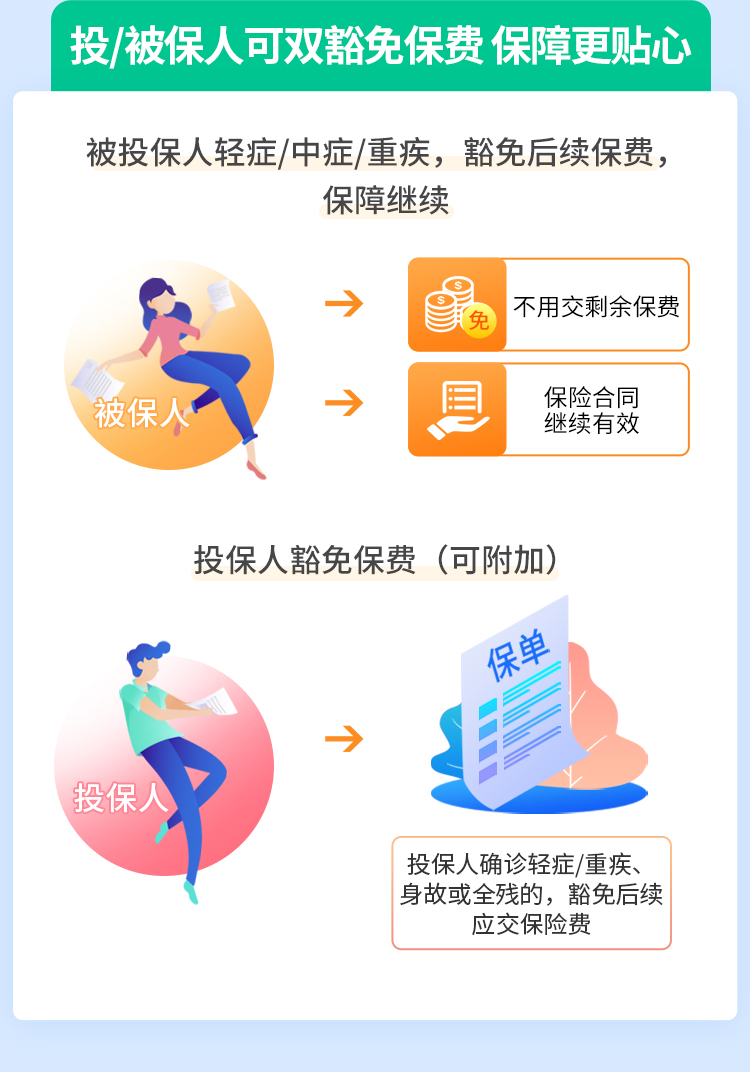 投/被保人可双豁免保费 保障更贴心
被投保人轻症/中症/重疾，豁免后续保费，
保障继续
被保人
$
$
免
不用交剩余保费
保险合同
继续有效
投保人豁免保费（可附加）
投保人
保单
投保人确诊轻症/重疾、
身故或全残的，豁免后续
应交保险费